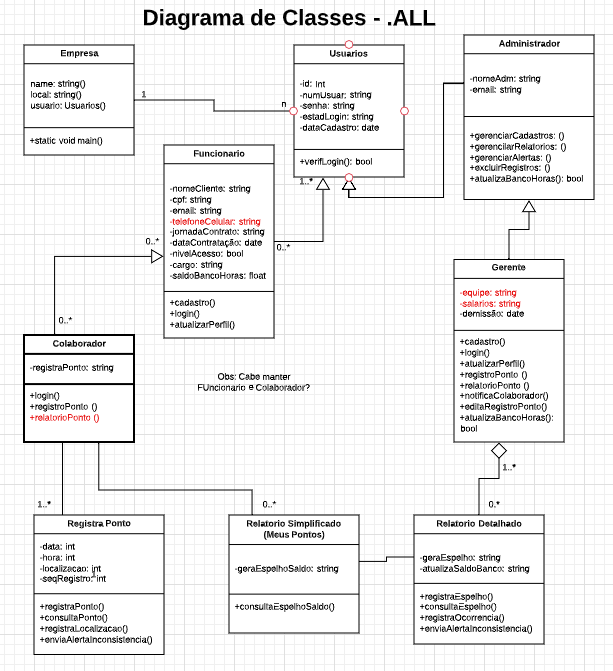 Diagrama de Classes - .ALL
Empresa
name: string()
local: string()
usuario: Usuarios()
+static void main()
1
n
Usuarios
-id: Int
-numUsuar: string
-senha: string
-estadLogin: string
-dataCadastro: date
+verifLogin(): bool
1..*
Administrador
-nomeAdm: string
-email: string
+gerenciarCadastros: ()
+gerencilarRelatorios: ()
+gerenciarAlertas: ()
+excluirRegistros: ()
+atualizaBancoHoras(): bool
Funcionario
-nomeCliente: string
-cpf: string
-email: string
-telefoneCelular: string
-jornadaContrato: string
-dataContratação: date
-nivelAcesso: bool
-cargo: string
-saldoBancoHoras: float
+cadastro()
+login()
+atualizarPerfil()
0..*
0..*
0..*
Colaborador
-registraPonto: string
+login()
+registroPonto ()
+relatorioPonto ()
Obs: Cabe manter
FUncionario e Colaborador?
Gerente
-equipe: string
-salarios: string
-demissão: date
+cadastro()
+login()
+atualizarPerfil()
+registroPonto ()
+relatorioPonto ()
+notificaColaborador()
+editaRegistroPonto()
+atualizaBancoHoras():
bool
1..*
1..*
0..*
0.*
Registra Ponto
-data: int
-hora: int
-localizacao: int
-seqRegistro: int
+registraPonto()
+consultaPonto()
+registraLocalizacao()
+enviaAlertaInconsistencia()
Relatorio Simplificado
(Meus Pontos)
-geraEspelhoSaldo: string
+consultaEspelhoSaldo()
Relatorio Detalhado
-geraEspelho: string
-atualizaSaldoBanco: string
+registraEspelho()
+consultaEspelho()
+registraOcorrencia()
+enviaAlertaInconsistencia()